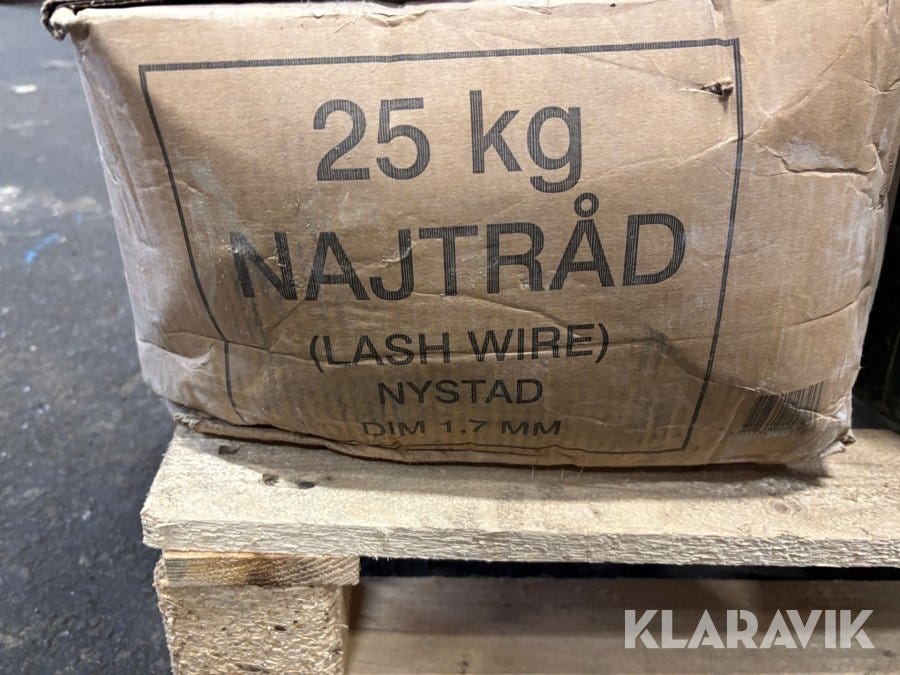 25 kg
NAJTRÅD
(LASH WIRE)
NYSTAD
DIM 1,7 MM
KLARAVIK